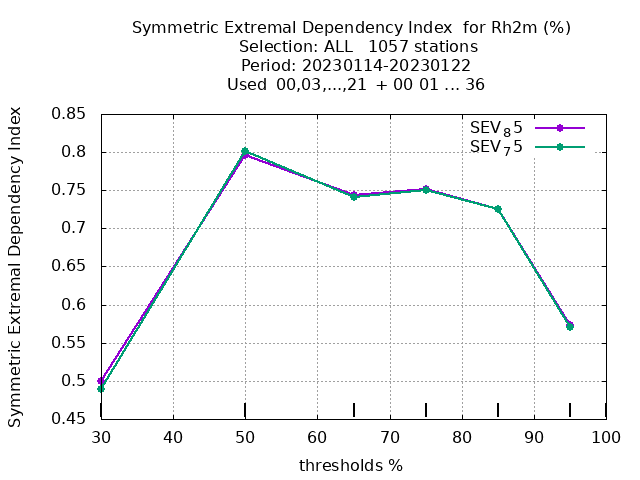 Symmetric Extremal Dependency Index  for Rh2m (%)
Selection: ALL   1057 stations
Period: 20230114-20230122
Used  00,03,...,21  + 00 01 ... 36
Symmetric Extremal Dependency Index
0.85
0.8
0.75
0.7
0.65
0.6
0.55
0.5
0.45
SEV₈5
SEV₇5
30 40 50 60 70 80 90 100
thresholds %